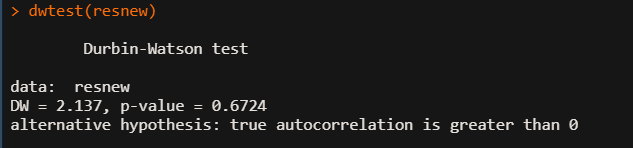 > dwtest(resnew)
Durbin-Watson test
data:  resnew
DW = 2.137, p-value = 0.6724
alternative hypothesis: true autocorrelation is greater than 0